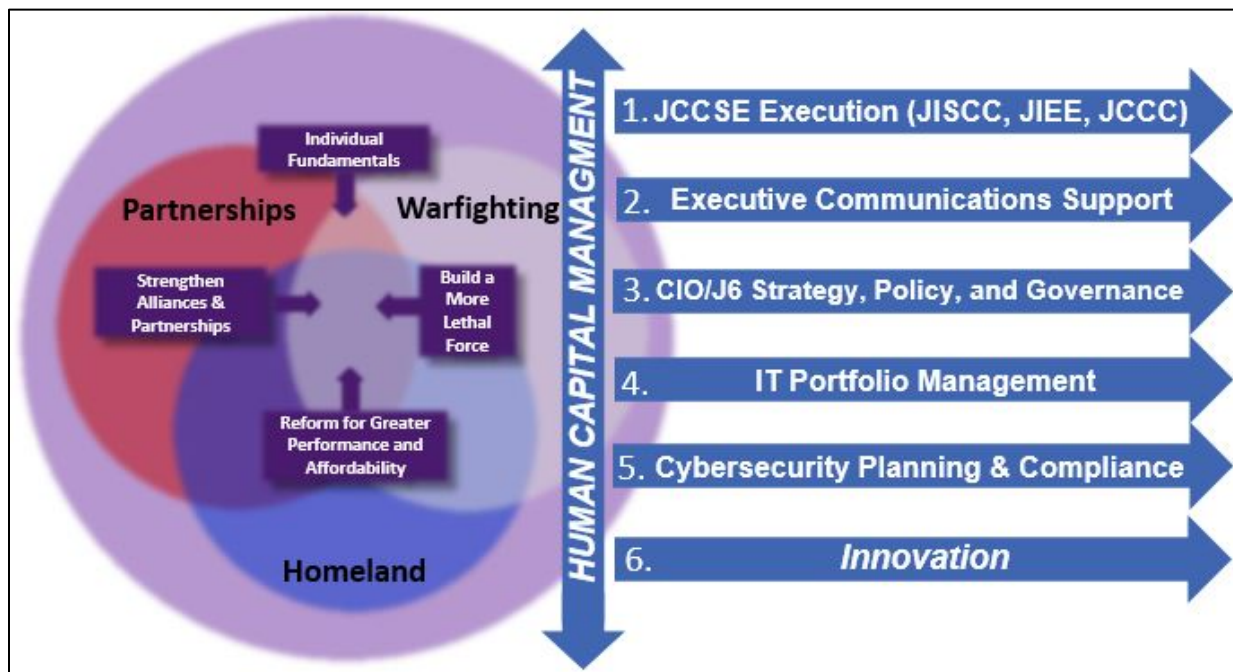 Individual
Fundamentals
Partnerships
Warfighting
Strengthen
Alliances &
Partnerships
Build a
More
Lethal
Force
Reform for Greater
Performance and
Affordability
Homeland
HUMAN CAPITAL MANAGMENT
1. JCCSE Execution (JISCC, JIEE, JCCC)
2. Executive Communications Support
3. CIO/J6 Strategy, Policy, and Governance
4. IT Portfolio Management
5. Cybersecurity Planning & Compliance
6. Innovation